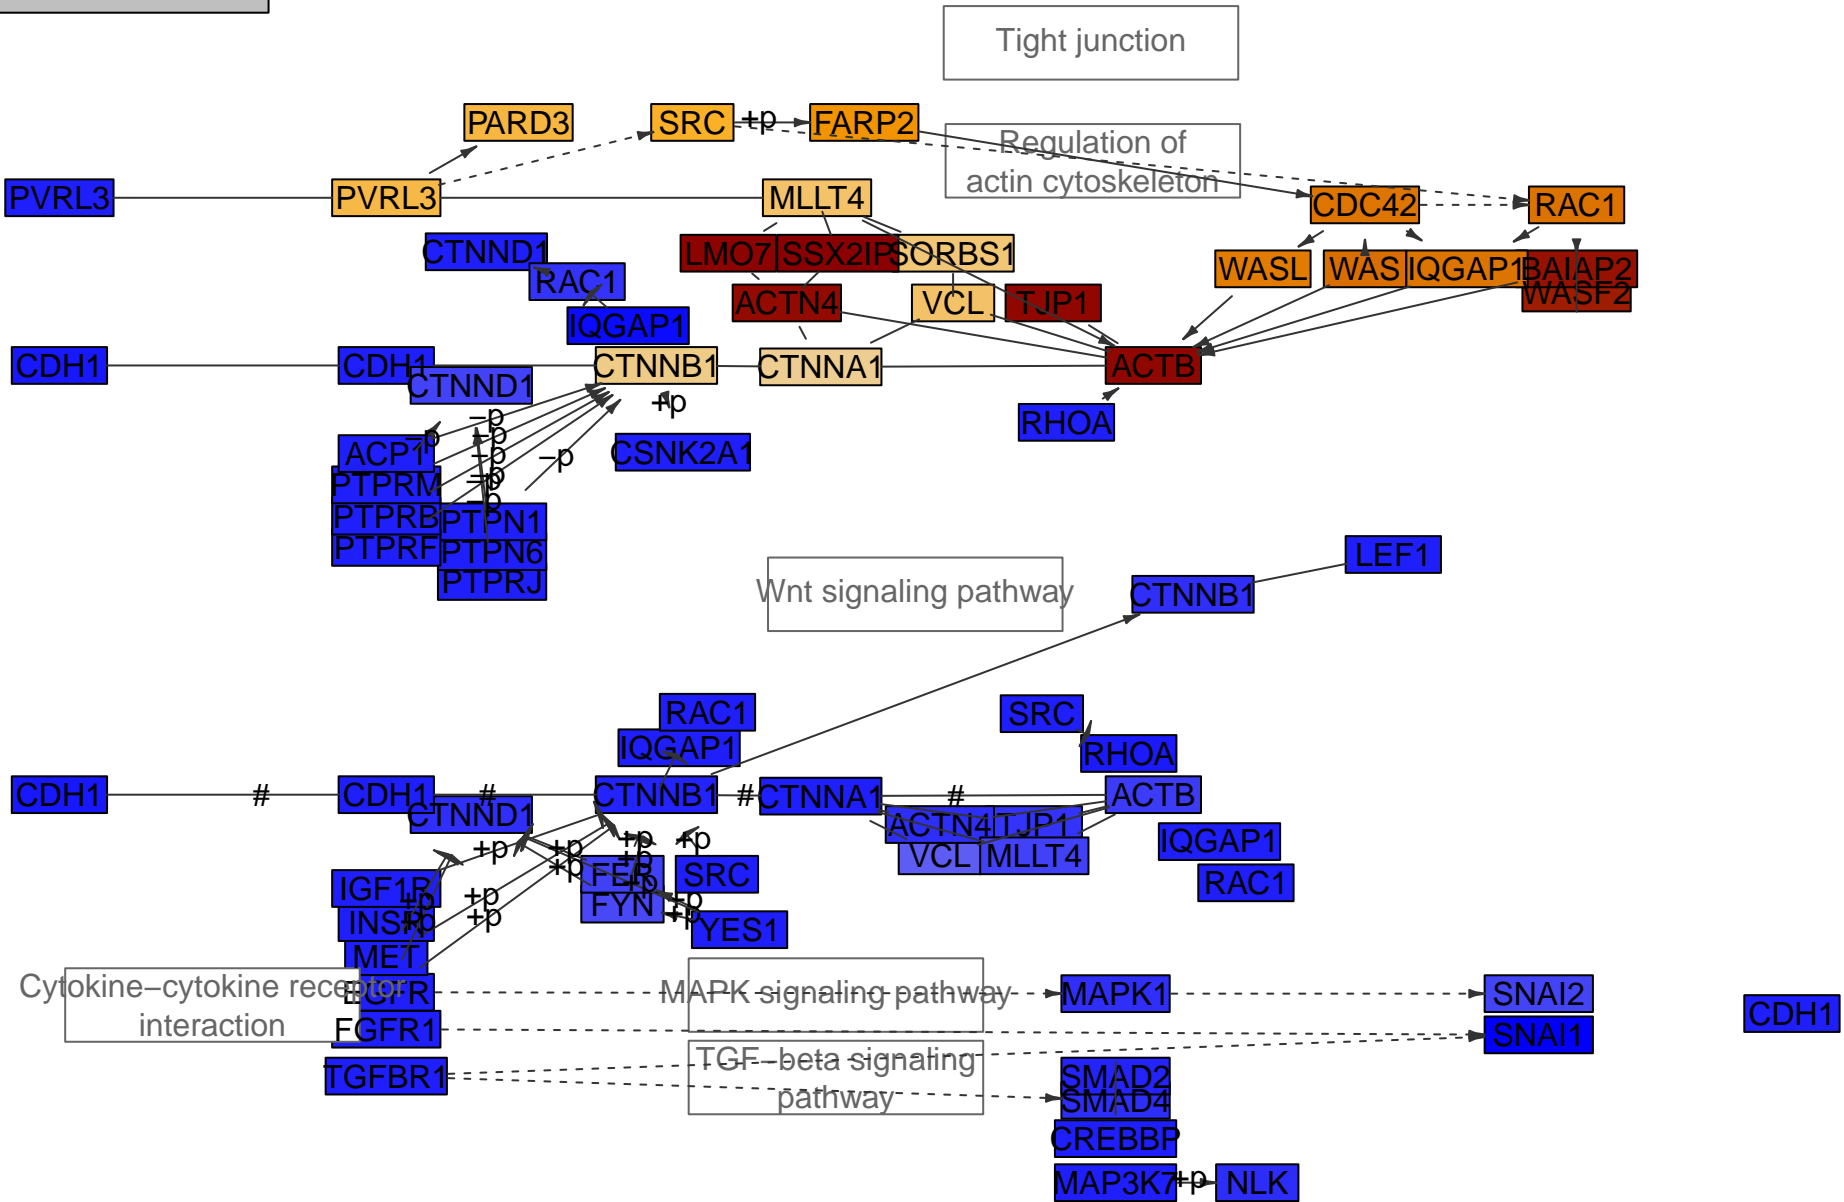 Tight junction
PARD3
SRC
+p
FARP2
Regulation of
actin cytoskeleton
PVRL3
PVRL3
MLLT4
CDC42
RAC1
CTNND1
LMO7
SSX2IP
SORBS1
WASL
WAS
IQGAP1
BAIAP2
RAC1
ACTN4
VCL
TJP1
WASF2
IQGAP1
CDH1
CDH1
CTNNB1
CTNNA1
ACTB
CTNND1
+p
RHOA
–p
–p
–p
ACP1
–p
–p
CSNK2A1
PTPRM
–p
–p
–p
PTPRB
PTPN1
PTPRF
PTPN6
PTPRJ
LEF1
Wnt signaling pathway
CTNNB1
RAC1
SRC
IQGAP1
RHOA
CDH1
#
CDH1
#
CTNNB1
#
CTNNA1
#
ACTB
CTNND1
ACTN4
TJP1
IQGAP1
+p
+p
+p
+p
+p
VCL
MLLT4
IGF1R
+p
FER
+p
SRC
RAC1
+p
+p
FYN
+p
INSR
+p
+p
+p
YES1
MET
Cytokine–cytokine receptor
interaction
EGFR
MAPK signaling pathway
MAPK1
SNAI2
CDH1
FGFR1
SNAI1
TGF–beta signaling
pathway
TGFBR1
SMAD2
SMAD4
CREBBP
MAP3K7
+p
NLK